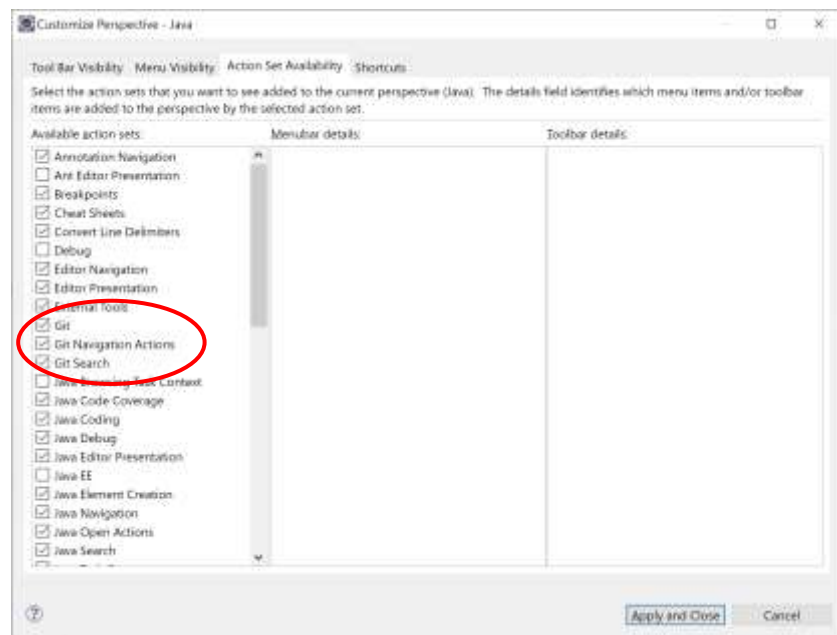 Customize Perspective - Java
Tool Bar Visibility Menu Visibility Action Set Availability Shortcuts
Select the action sets that you want to see added to the current perspective (Java). The details field identifies which menu items and/or toolbar
items are added to the perspective by the selected action set.
Available action sets: Menubar details: Toolbar details:
Annotation Navigation
Ant Editor Presentation
Breakpoints
Cheat Sheets
Convert Line Delimiters
Debug
Editor Navigation
Editor Presentation
External Tools
Git
Git Navigation Actions
Git Search
Java Browsing Task Context
Java Code Coverage
Java Coding
Java Debug
Java Editor Presentation
Java EE
Java Element Creation
Java Navigation
Java Open Actions
Java Search
Apply and Close Cancel